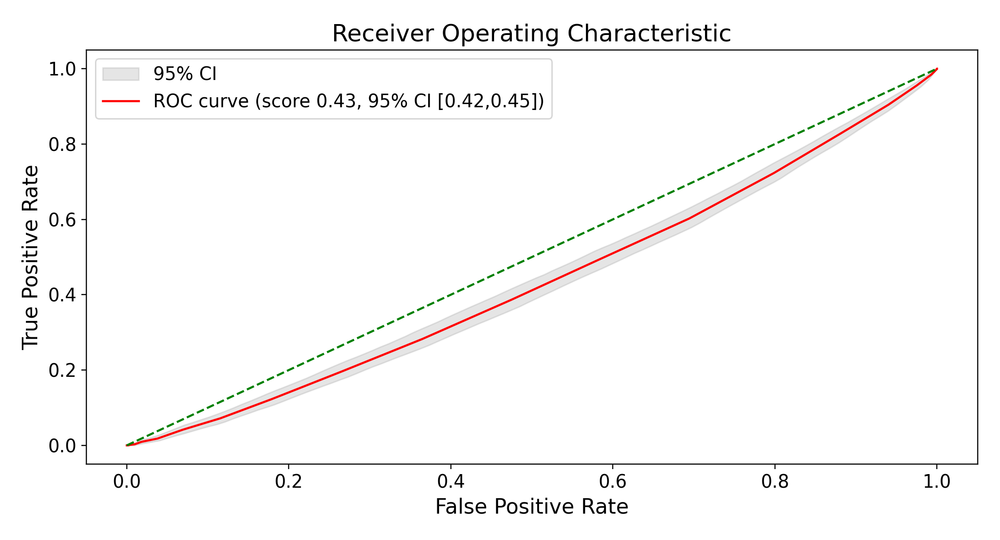 Receiver Operating Characteristic
95% CI
ROC curve (score 0.43, 95% CI [0.42,0.45])
True Positive Rate
1.0
0.8
0.6
0.4
0.2
0.0
0.0 0.2 0.4 0.6 0.8 1.0
False Positive Rate